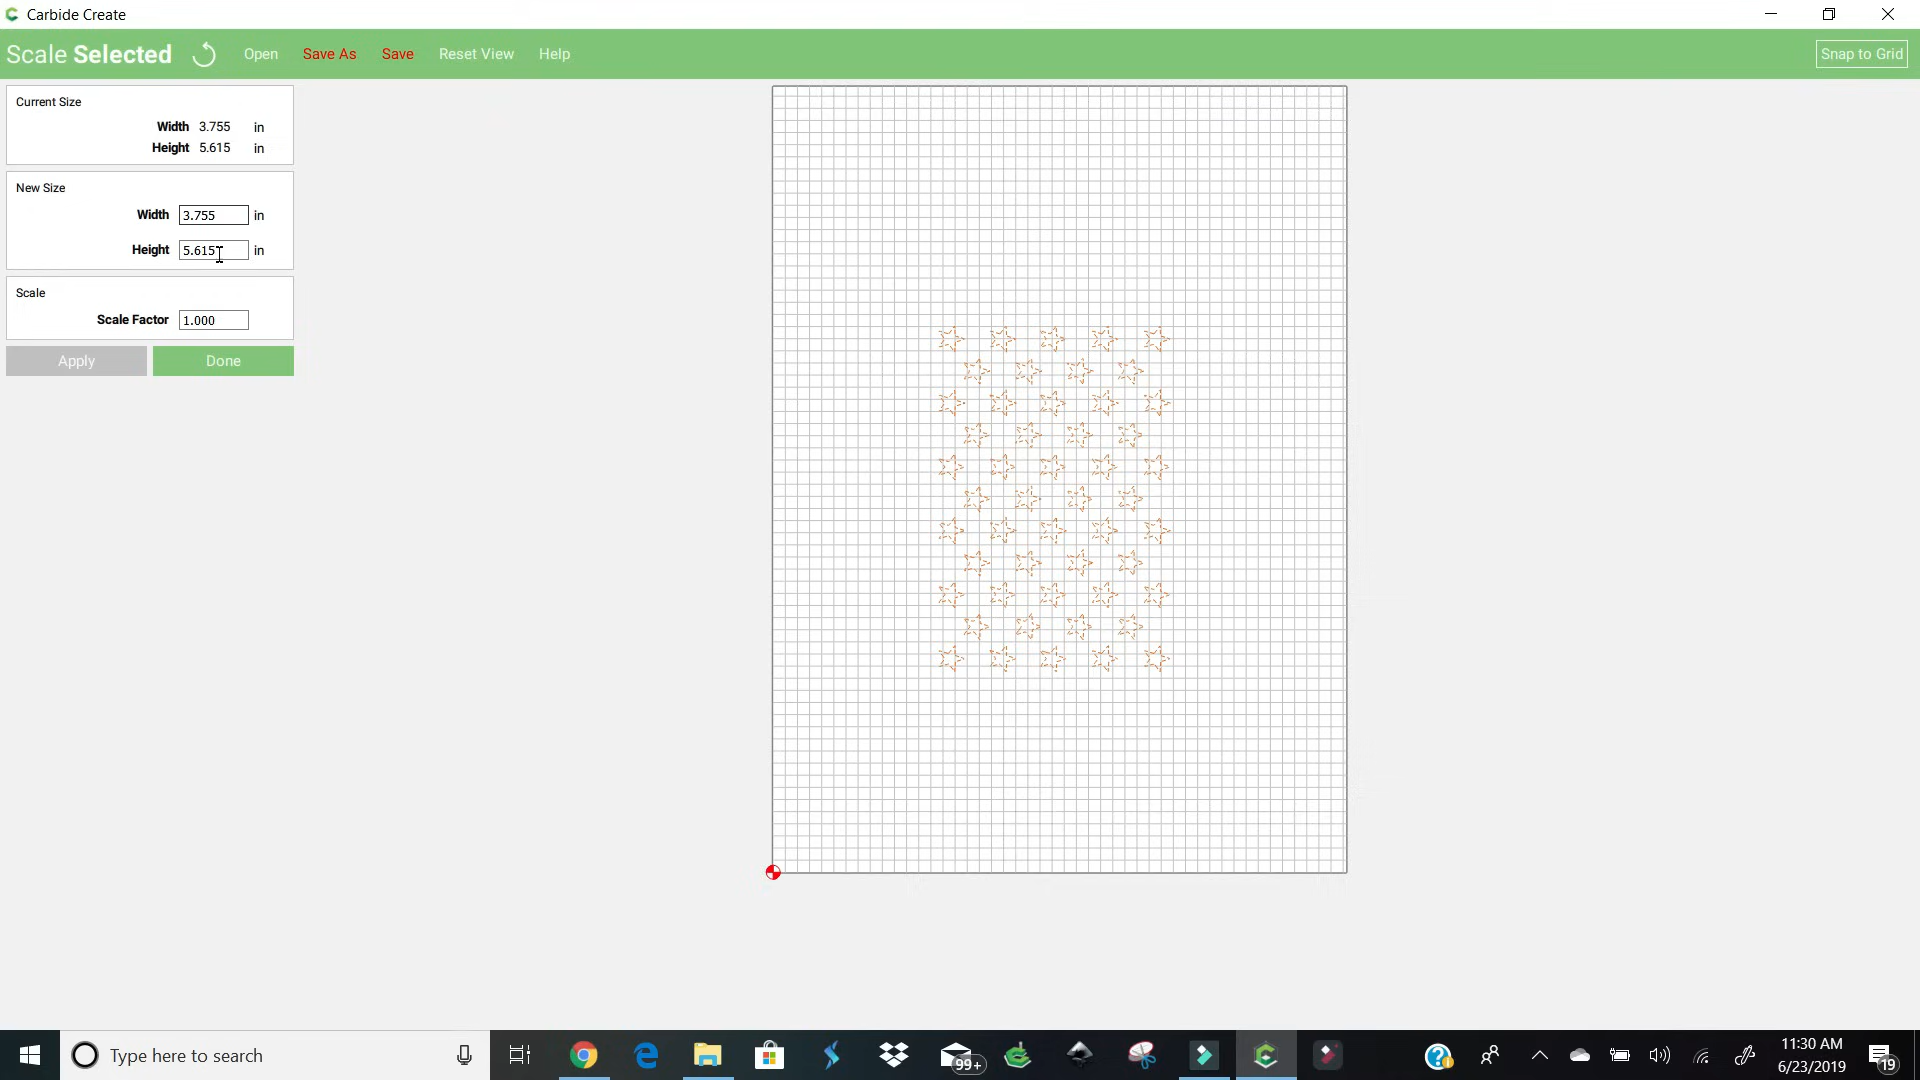 Carbide Create
Scale Selected Open Save As Save Reset View Help Snap to Grid
Current Size
Width 3.755 in
Height 5.615 in
New Size
Width 3.755 in
Height 5.615 in
Scale
Scale Factor 1.000
Apply Done
Type here to search 99+ 11:30 AM
6/23/2019 19